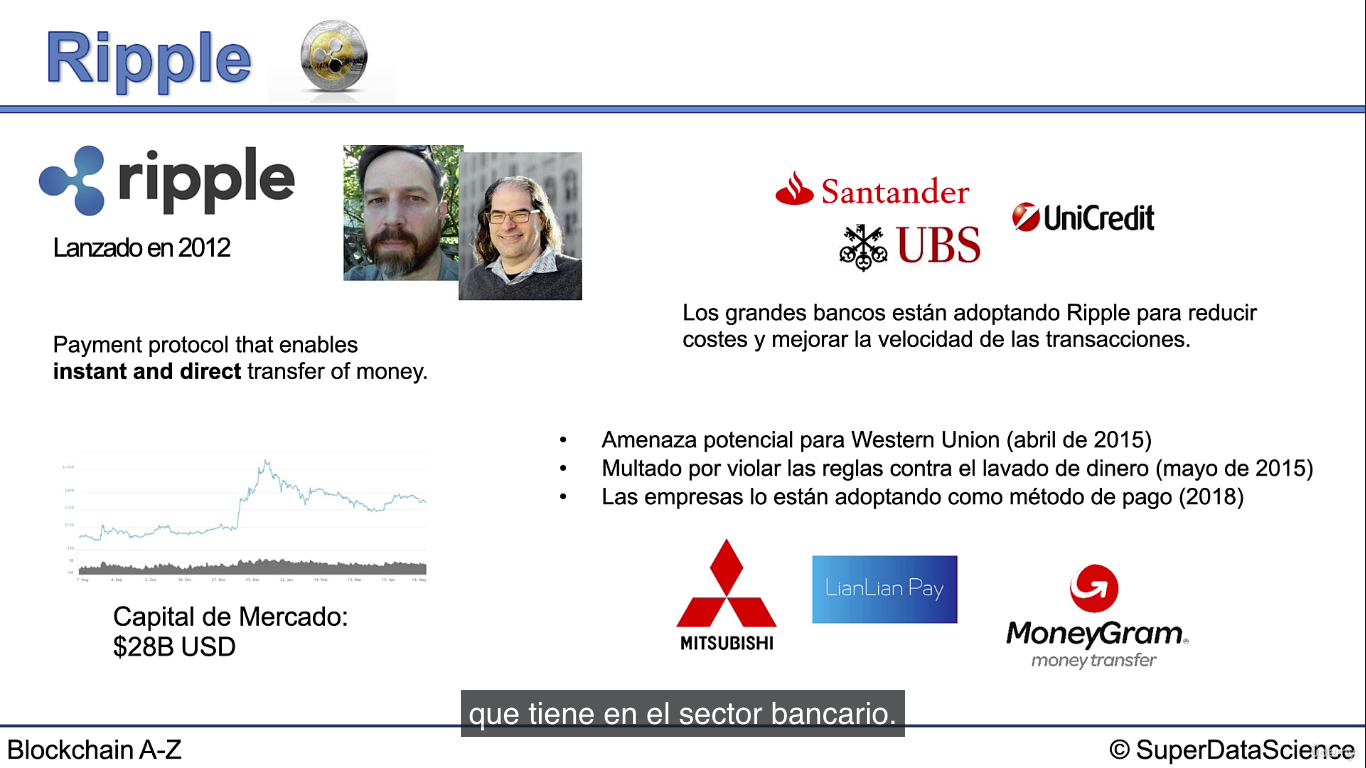 Ripple
ripple
Lanzado en 2012
Payment protocol that enables
instant and direct transfer of money.
Capital de Mercado:
$28B USD
Santander
UniCredit
UBS
Los grandes bancos están adoptando Ripple para reducir
costes y mejorar la velocidad de las transacciones.
• Amenaza potencial para Western Union (abril de 2015)
• Multado por violar las reglas contra el lavado de dinero (mayo de 2015)
• Las empresas lo están adoptando como método de pago (2018)
MITSUBISHI
LianLian Pay
MoneyGram
money transfer
que tiene en el sector bancario.
Blockchain A-Z
© SuperDataScience